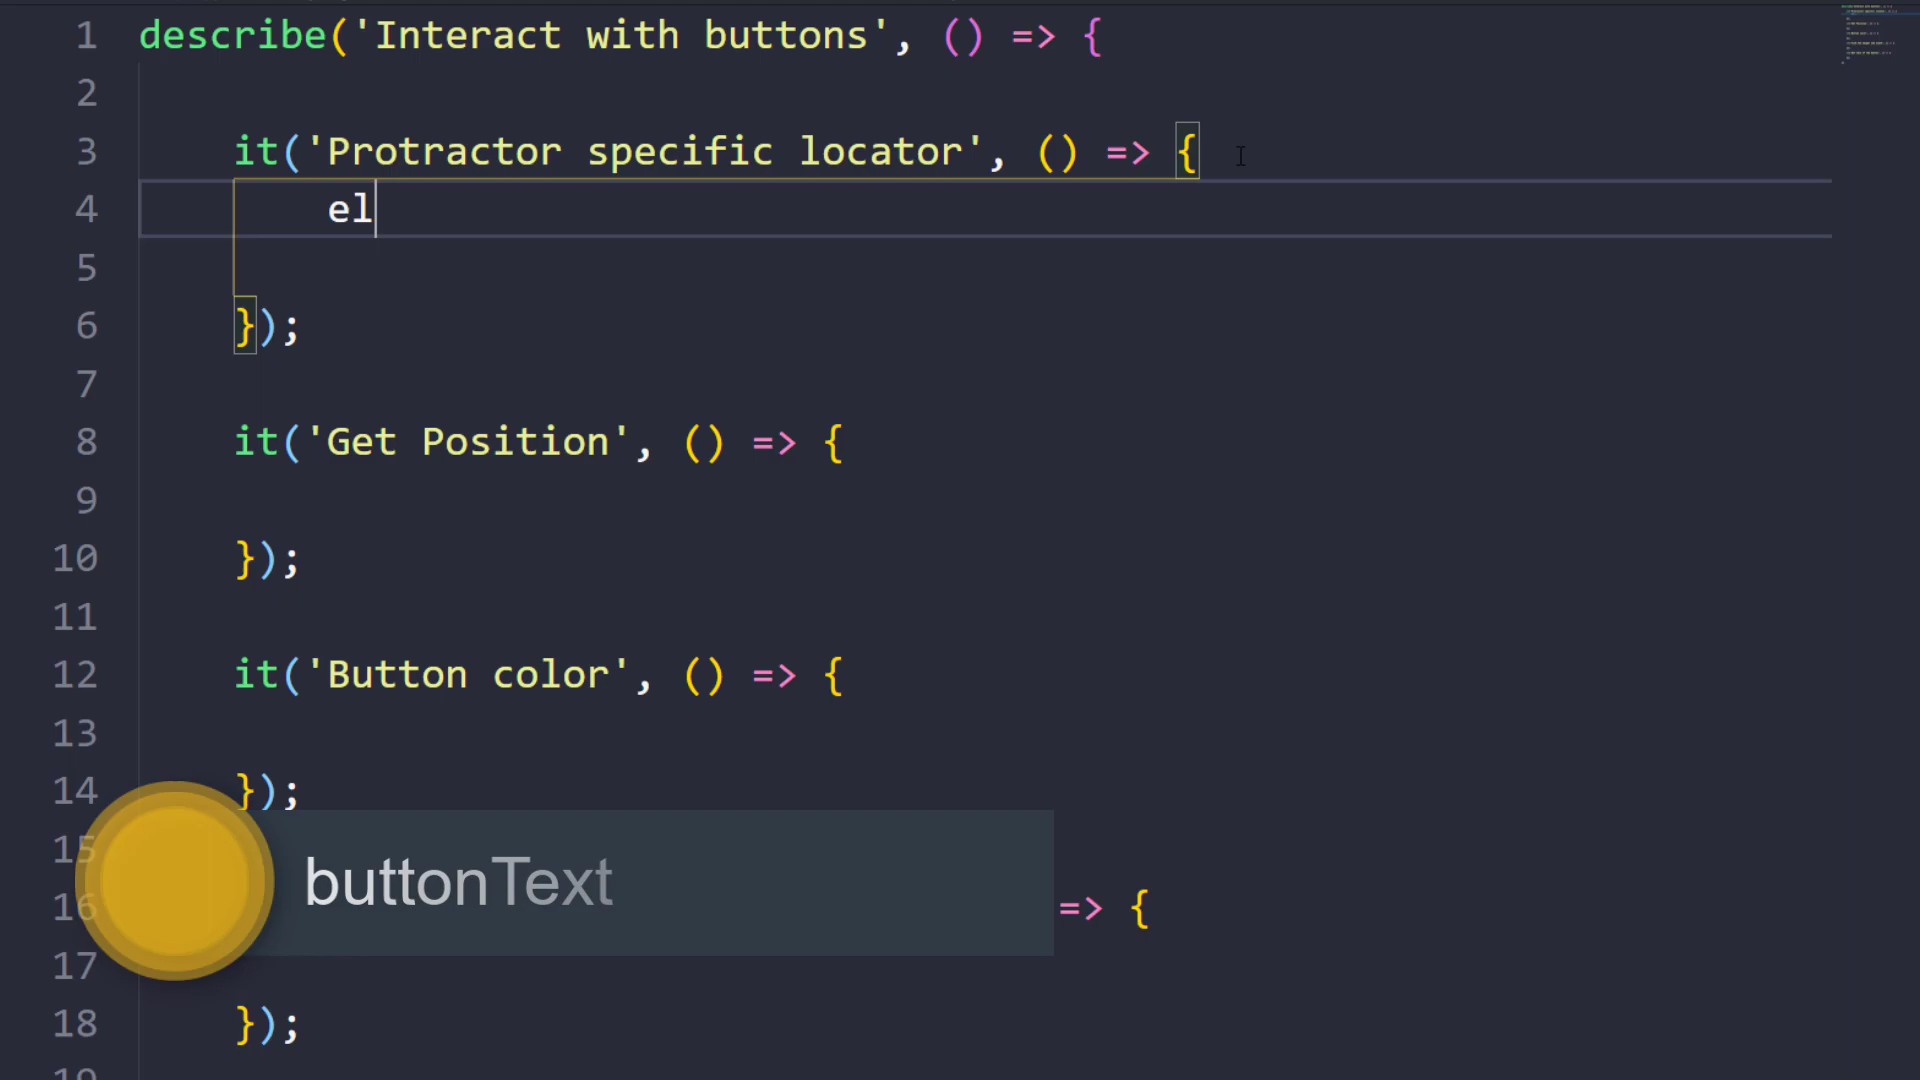 1 describe('Interact with buttons', () => {
2
3 it('Protractor specific locator', () => {
4 el
5
6 });
7
8 it('Get Position', () => {
9
10 });
11
12 it('Button color', () => {
13
14 });
15
buttonText
16 => {
17
18 });
19